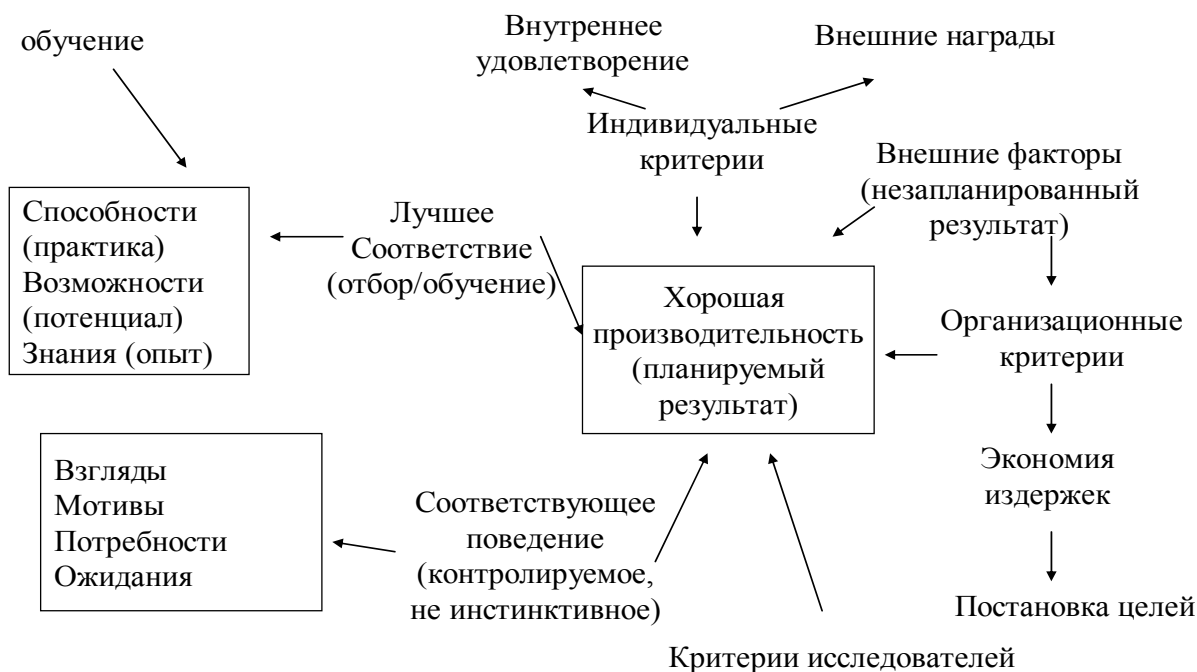 обучение
Внутреннее
удовлетворение
Внешние награды
Индивидуальные
критерии
Внешние факторы
(незапланированный
результат)
Способности
(практика)
Возможности
(потенциал)
Знания (опыт)
Лучшее
Соответствие
(отбор/обучение)
Хорошая
производительность
(планируемый
результат)
Организационные
критерии
Взгляды
Мотивы
Потребности
Ожидания
Соответствующее
поведение
(контролируемое,
не инстинктивное)
Экономия
издержек
Постановка целей
Критерии исследователей